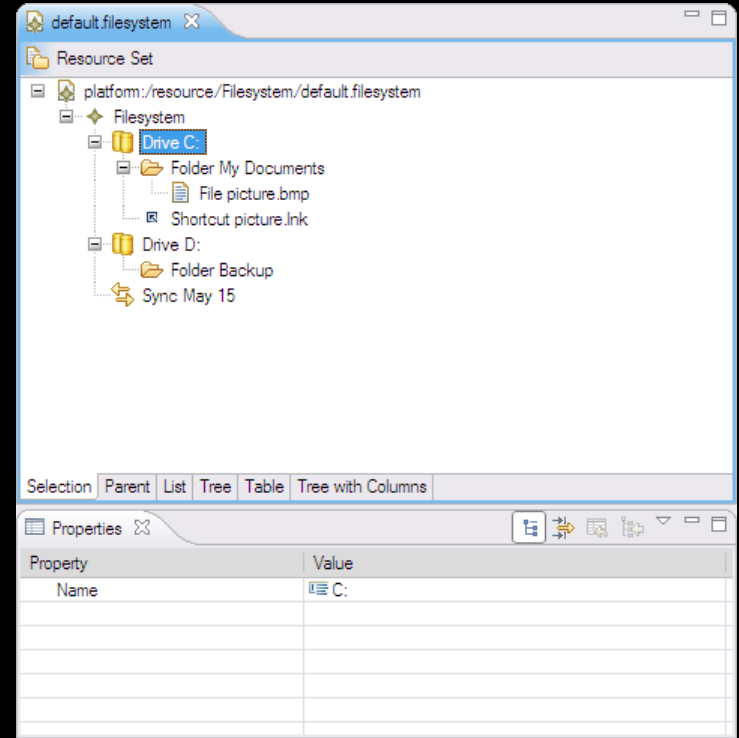 default.filesystem
Resource Set
platform:/resource/Filesystem/default.filesystem
Filesystem
Drive C:
Folder My Documents
File picture.bmp
Shortcut picture.lnk
Drive D:
Folder Backup
Sync May 15
Selection Parent List Tree Table Tree with Columns
Properties
Property Value
Name C: